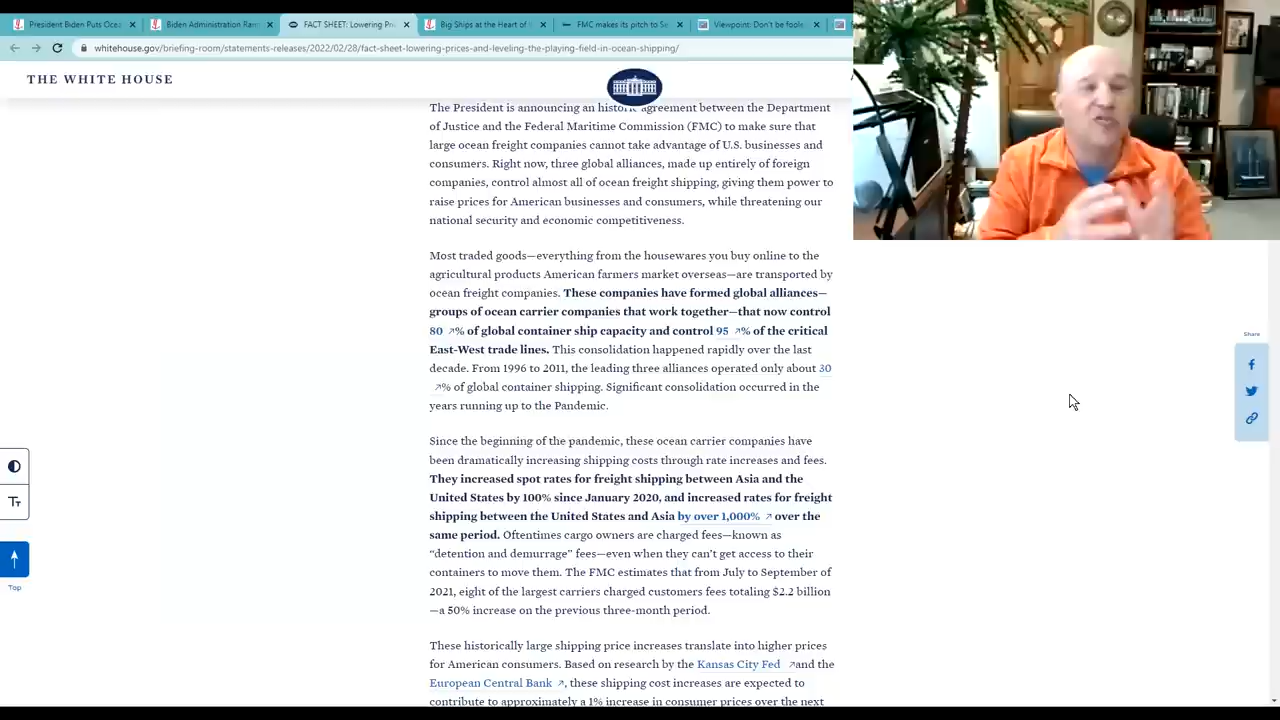 President Biden Puts Ocea
Biden Administration Ram
FACT SHEET: Lowering Pri
Big Ships at the Heart of
FMC makes its pitch to Se
Viewpoint: Don't be foole
whitehouse.gov/briefing-room/statements-releases/2022/02/28/fact-sheet-lowering-prices-and-leveling-the-playing-field-in-ocean-shipping/
THE WHITE HOUSE
The President is announcing an historic agreement between the Department
of Justice and the Federal Maritime Commission (FMC) to make sure that
large ocean freight companies cannot take advantage of U.S. businesses and
consumers. Right now, three global alliances, made up entirely of foreign
companies, control almost all of ocean freight shipping, giving them power to
raise prices for American businesses and consumers, while threatening our
national security and economic competitiveness.
Most traded goods—everything from the housewares you buy online to the
agricultural products American farmers market overseas—are transported by
ocean freight companies. These companies have formed global alliances—
groups of ocean carrier companies that work together—that now control
80 ↗% of global container ship capacity and control 95 ↗% of the critical
East-West trade lines. This consolidation happened rapidly over the last
decade. From 1996 to 2011, the leading three alliances operated only about 30
↗% of global container shipping. Significant consolidation occurred in the
years running up to the Pandemic.
Since the beginning of the pandemic, these ocean carrier companies have
been dramatically increasing shipping costs through rate increases and fees.
They increased spot rates for freight shipping between Asia and the
United States by 100% since January 2020, and increased rates for freight
shipping between the United States and Asia by over 1,000% ↗ over the
same period. Oftentimes cargo owners are charged fees—known as
“detention and demurrage” fees—even when they can’t get access to their
containers to move them. The FMC estimates that from July to September of
2021, eight of the largest carriers charged customers fees totaling $2.2 billion
—a 50% increase on the previous three-month period.
These historically large shipping price increases translate into higher prices
for American consumers. Based on research by the Kansas City Fed ↗and the
European Central Bank ↗, these shipping cost increases are expected to
contribute to approximately a 1% increase in consumer prices over the next
Share
Tт
Top